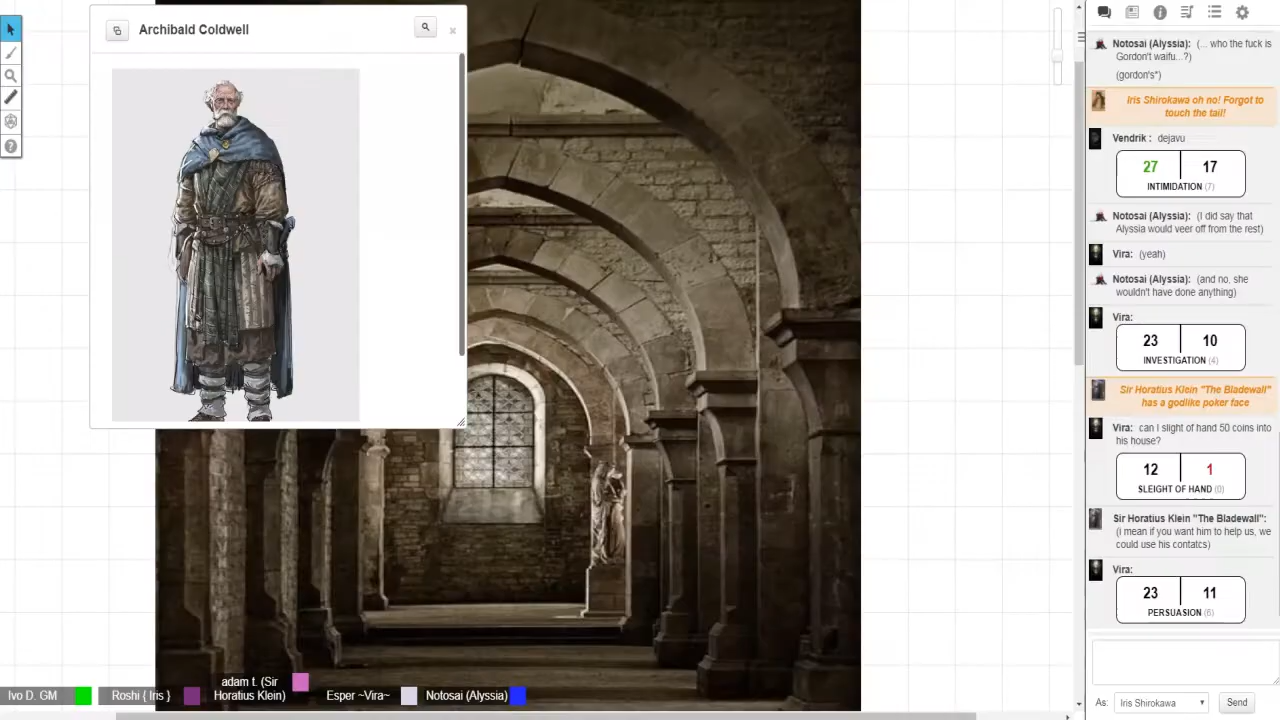 Archibald Coldwell
Notosai (Alyssia): (... who the fuck is
Gordon't waifu...?)
(gordon's*)
Iris Shirokawa oh no! Forgot to
touch the tail!
Vendrik : dejavu
27 17
INTIMIDATION (7)
Notosai (Alyssia): (I did say that
Alyssia would veer off from the rest)
Vira: (yeah)
Notosai (Alyssia): (and no, she
wouldn't have done anything)
Vira:
23 10
INVESTIGATION (4)
Sir Horatius Klein "The Bladewall"
has a godlike poker face
Vira: can I slight of hand 50 coins into
his house?
12 1
SLEIGHT OF HAND (0)
Sir Horatius Klein "The Bladewall":
(i mean if you want him to help us, we
could use his contatcs)
Vira:
23 11
PERSUASION (6)
As: Iris Shirokawa Send
Ivo D. GM
Roshi { Iris }
adam t. (Sir
Horatius Klein)
Esper ~Vira~
Notosai (Alyssia)